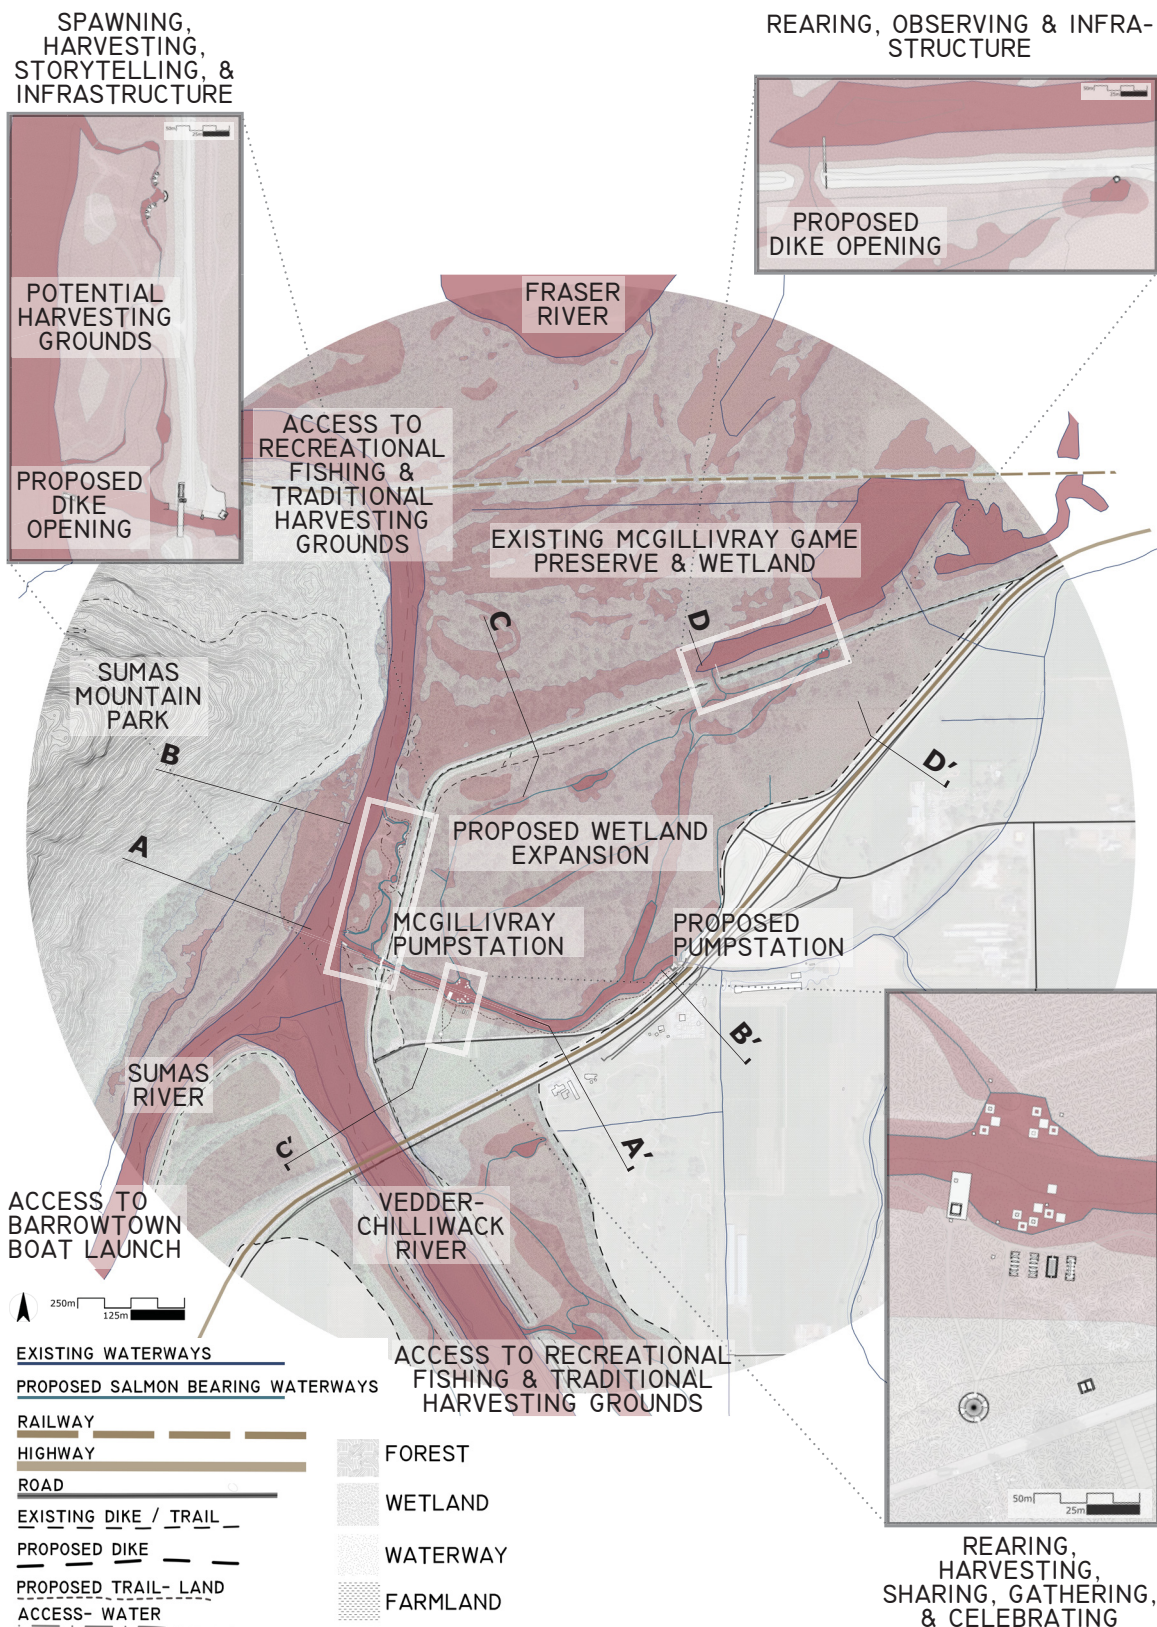 SPAWNING,
HARVESTING,
STORYTELLING, &
INFRASTRUCTURE
REARING, OBSERVING & INFRA-
STRUCTURE
50m
25m
50m
25m
PROPOSED
DIKE OPENING
POTENTIAL
HARVESTING
GROUNDS
PROPOSED
DIKE
OPENING
FRASER
RIVER
ACCESS TO
RECREATIONAL
FISHING &
TRADITIONAL
HARVESTING
GROUNDS
EXISTING MCGILLIVRAY GAME
PRESERVE & WETLAND
C
D
SUMAS
MOUNTAIN
PARK
B
A
D'
PROPOSED WETLAND
EXPANSION
MCGILLIVRAY
PUMPSTATION
PROPOSED
PUMPSTATION
B'
SUMAS
RIVER
C'
A'
ACCESS TO
BARROWTOWN
BOAT LAUNCH
VEDDER-
CHILLIWACK
RIVER
250m
125m
ACCESS TO RECREATIONAL
FISHING & TRADITIONAL
HARVESTING GROUNDS
EXISTING WATERWAYS
PROPOSED SALMON BEARING WATERWAYS
RAILWAY
HIGHWAY
ROAD
EXISTING DIKE / TRAIL
PROPOSED DIKE
PROPOSED TRAIL- LAND
ACCESS- WATER
FOREST
WETLAND
WATERWAY
FARMLAND
50m
25m
REARING,
HARVESTING,
SHARING, GATHERING,
& CELEBRATING